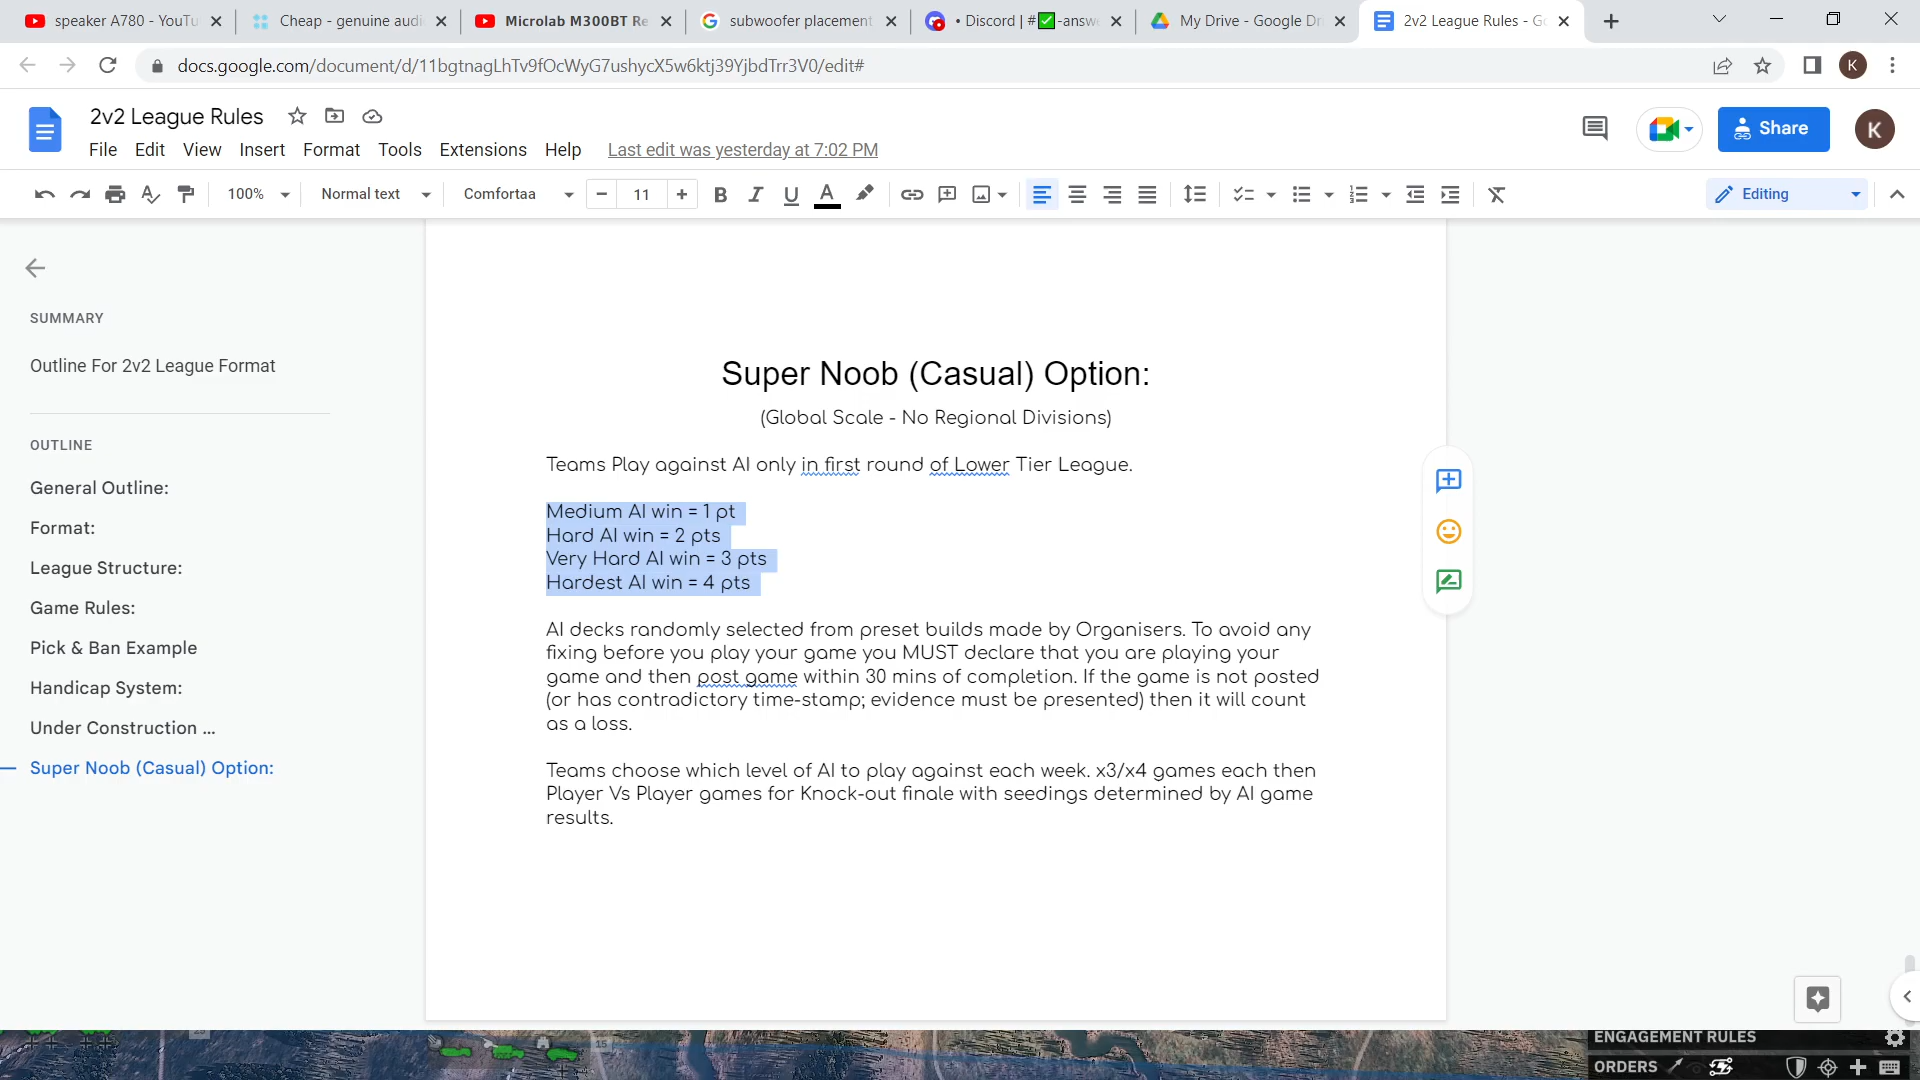 speaker A780 - YouTu
Cheap - genuine audi
Microlab M300BT Re
subwoofer placement
• Discord | #✅-answe
My Drive - Google Dr
2v2 League Rules - Go
docs.google.com/document/d/11bgtnagLhTv9fOcWyG7ushycX5w6ktj39YjbdTrr3V0/edit#
K
2v2 League Rules
File Edit View Insert Format Tools Extensions Help Last edit was yesterday at 7:02 PM
Share
K
100% Normal text Comfortaa 11 B I U A Editing
SUMMARY
Outline For 2v2 League Format
OUTLINE
General Outline:
Format:
League Structure:
Game Rules:
Pick & Ban Example
Handicap System:
Under Construction ...
Super Noob (Casual) Option:
Super Noob (Casual) Option:
(Global Scale - No Regional Divisions)
Teams Play against AI only in first round of Lower Tier League.
Medium AI win = 1 pt
Hard AI win = 2 pts
Very Hard AI win = 3 pts
Hardest AI win = 4 pts
AI decks randomly selected from preset builds made by Organisers. To avoid any
fixing before you play your game you MUST declare that you are playing your
game and then post game within 30 mins of completion. If the game is not posted
(or has contradictory time-stamp; evidence must be presented) then it will count
as a loss.
Teams choose which level of AI to play against each week. x3/x4 games each then
Player Vs Player games for Knock-out finale with seedings determined by AI game
results.
15
ENGAGEMENT RULES
ORDERS